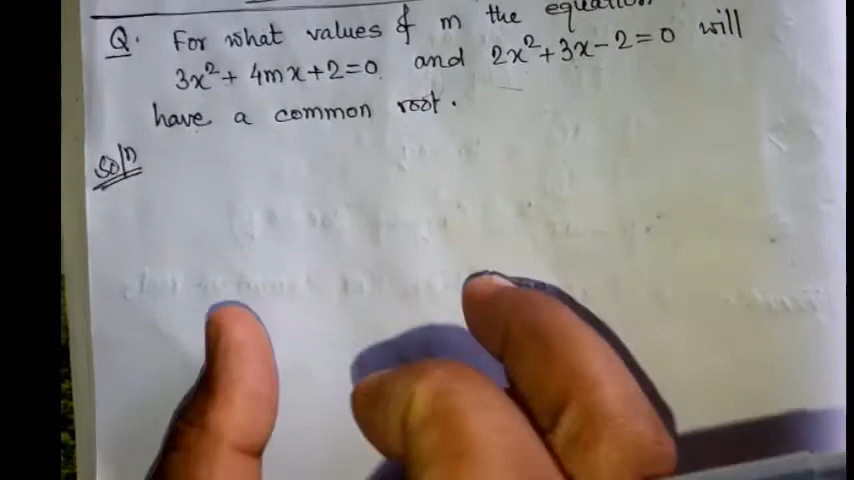 Q. For what values of m the equation
3x² + 4mx + 2 = 0 and 2x² + 3x - 2 = 0 will
have a common root.
Soln